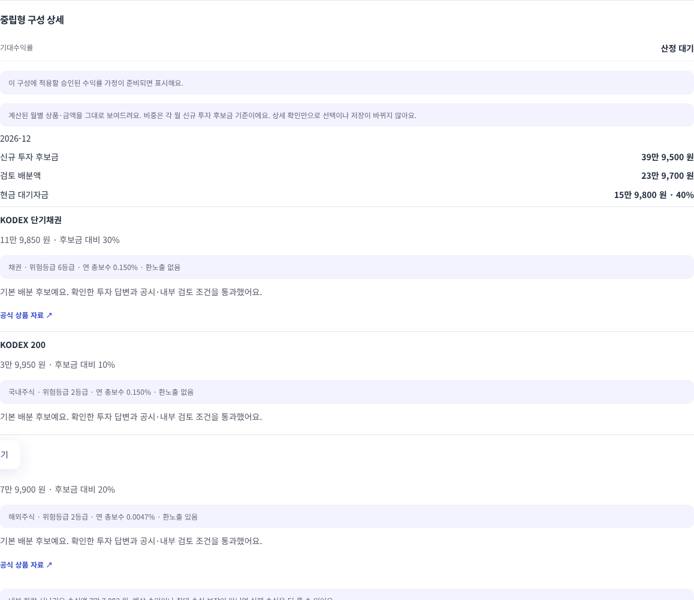 중립형 구성 상세
기대수익률 산정 대기
이 구성에 적용할 승인된 수익률 가정이 준비되면 표시해요.
계산된 월별 상품·금액을 그대로 보여드려요. 비중은 각 월 신규 투자 후보금 기준이에요. 상세 확인만으로 선택이나 저장이 바뀌지 않아요.
2026-12
신규 투자 후보금 39만 9,500 원
검토 배분액 23만 9,700 원
현금 대기자금 15만 9,800 원 · 40%
KODEX 단기채권
11만 9,850 원 · 후보금 대비 30%
채권 · 위험등급 6등급 · 연 총보수 0.150% · 환노출 없음
기본 배분 후보예요. 확인한 투자 답변과 공시·내부 검토 조건을 통과했어요.
공식 상품 자료 ↗
KODEX 200
3만 9,950 원 · 후보금 대비 10%
국내주식 · 위험등급 2등급 · 연 총보수 0.150% · 환노출 없음
기본 배분 후보예요. 확인한 투자 답변과 공시·내부 검토 조건을 통과했어요.
기
7만 9,900 원 · 후보금 대비 20%
해외주식 · 위험등급 2등급 · 연 총보수 0.0047% · 환노출 있음
기본 배분 후보예요. 확인한 투자 답변과 공시·내부 검토 조건을 통과했어요.
공식 상품 자료 ↗